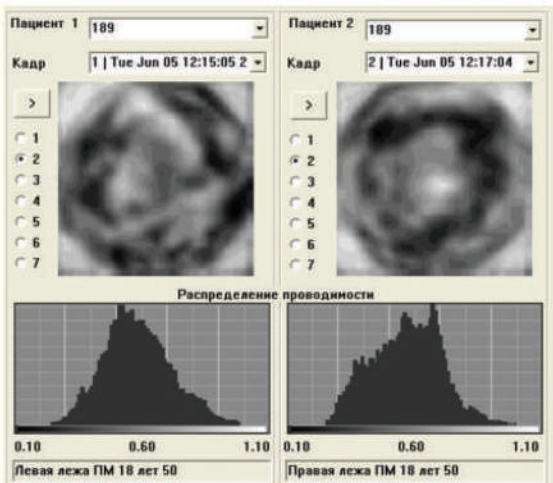 Пациент 1 189
Кадр 1 | Tue Jun 05 12:15:05 2
>
1
2
3
4
5
6
7
Пациент 2 189
Кадр 2 | Tue Jun 05 12:17:04
>
1
2
3
4
5
6
7
Распределение проводимости
0.10 0.60 1.10
0.10 0.60 1.10
Левая лежа ПМ 18 лет 50
Правая лежа ПМ 18 лет 50